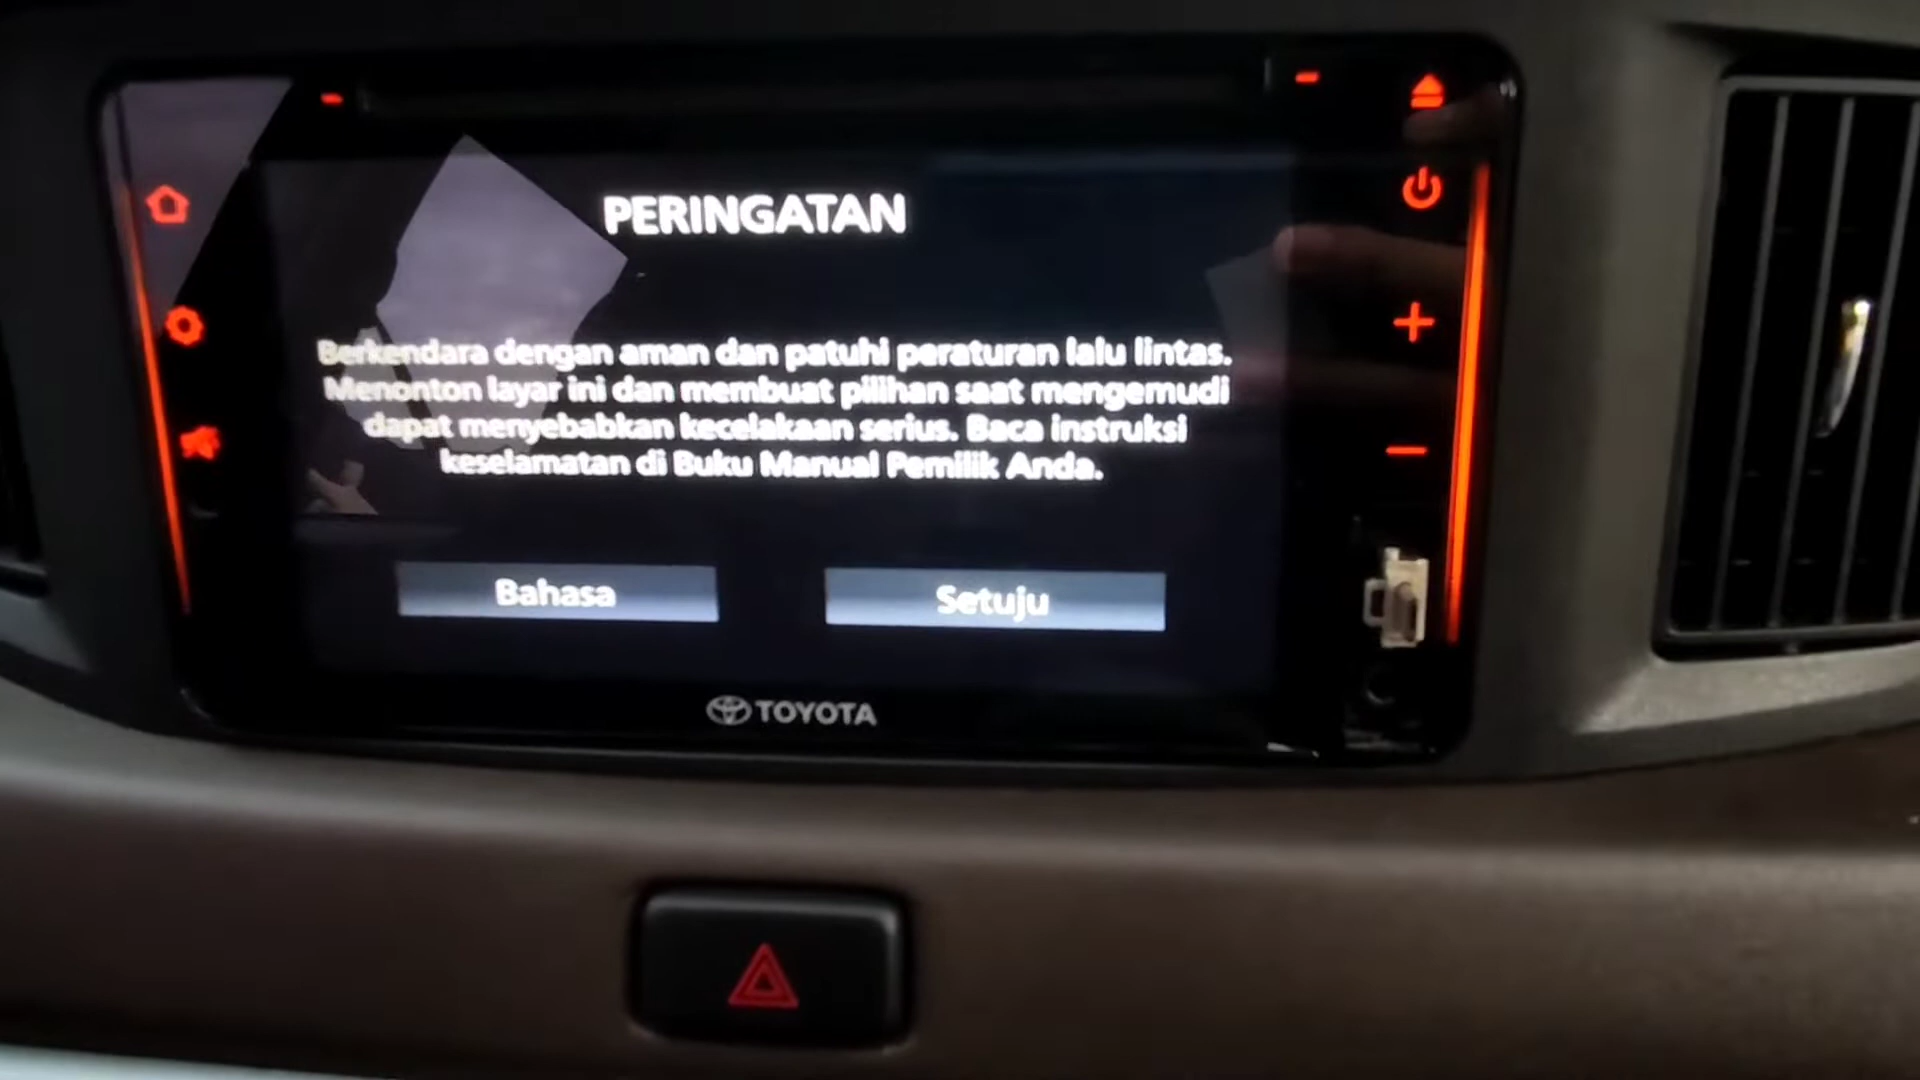 PERINGATAN
Berkendara dengan aman dan patuhi peraturan lalu lintas.
Menonton layar ini dan membuat pilihan saat mengemudi
dapat menyebabkan kecelakaan serius. Baca instruksi
keselamatan di Buku Manual Pemilik Anda.
Bahasa
Setuju
TOYOTA